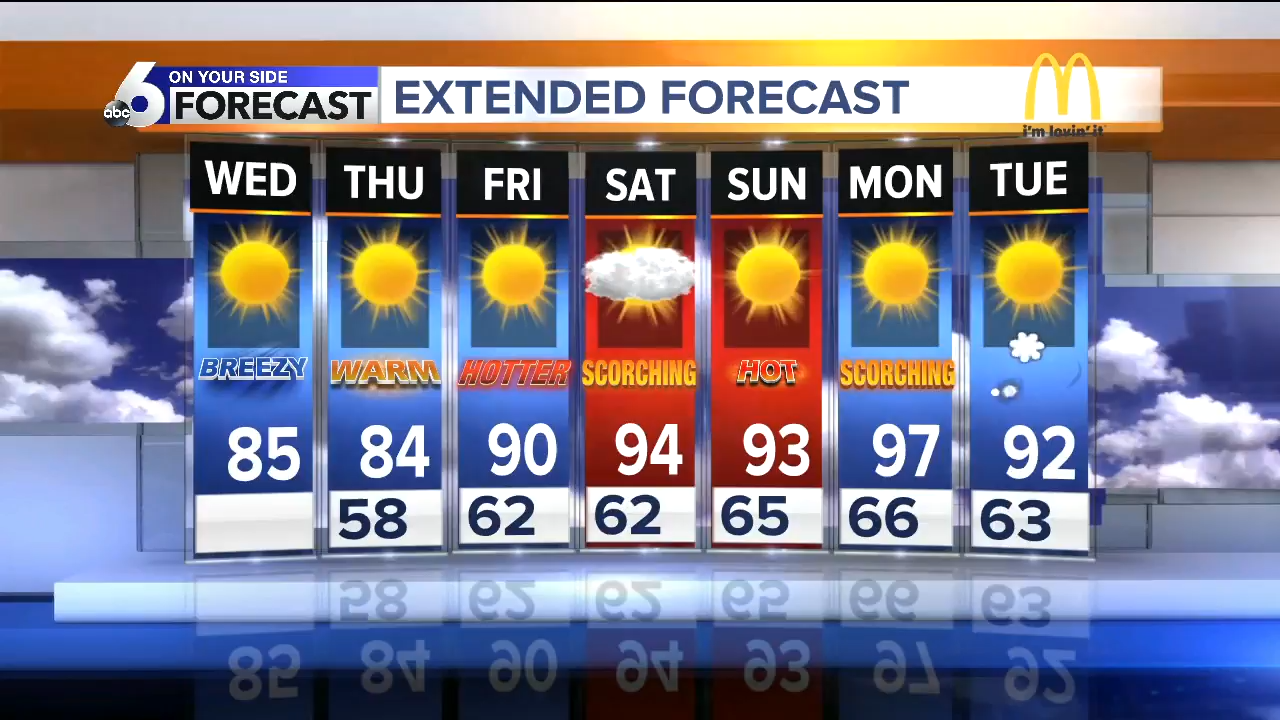 ON YOUR SIDE
abc 6 FORECAST
EXTENDED FORECAST
i'm lovin' it
WED THU FRI SAT SUN MON TUE
BREEZY WARM HOTTER SCORCHING HOT SCORCHING
85 84 90 94 93 97 92
58 62 62 65 66 63